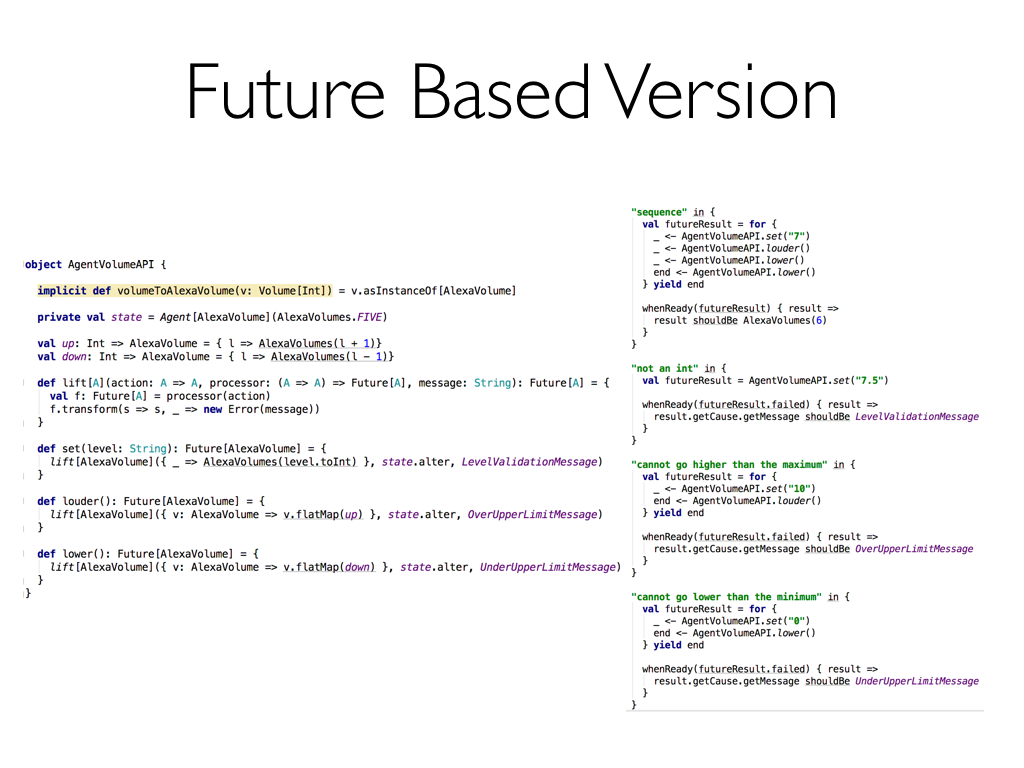 Future Based Version
object AgentVolumeAPI {
implicit def volumeToAlexaVolume(v: Volume[Int]) = v.asInstanceOf[AlexaVolume]
private val state = Agent[AlexaVolume](AlexaVolumes.FIVE)
val up: Int => AlexaVolume = { l => AlexaVolumes(l + 1)}
val down: Int => AlexaVolume = { l => AlexaVolumes(l - 1)}
def lift[A](action: A => A, processor: (A => A) => Future[A], message: String): Future[A] = {
val f: Future[A] = processor(action)
f.transform(s => s, _ => new Error(message))
}
def set(level: String): Future[AlexaVolume] = {
lift[AlexaVolume]({ _ => AlexaVolumes(level.toInt) }, state.alter, LevelValidationMessage)
}
def louder(): Future[AlexaVolume] = {
lift[AlexaVolume]({ v: AlexaVolume => v.flatMap(up) }, state.alter, OverUpperLimitMessage)
}
def lower(): Future[AlexaVolume] = {
lift[AlexaVolume]({ v: AlexaVolume => v.flatMap(down) }, state.alter, UnderUpperLimitMessage)
}
}
"sequence" in {
val futureResult = for {
_ <- AgentVolumeAPI.set("7")
_ <- AgentVolumeAPI.louder()
_ <- AgentVolumeAPI.lower()
end <- AgentVolumeAPI.lower()
} yield end
whenReady(futureResult) { result =>
result shouldBe AlexaVolumes(6)
}
}
"not an int" in {
val futureResult = AgentVolumeAPI.set("7.5")
whenReady(futureResult.failed) { result =>
result.getCause.getMessage shouldBe LevelValidationMessage
}
}
"cannot go higher than the maximum" in {
val futureResult = for {
_ <- AgentVolumeAPI.set("10")
end <- AgentVolumeAPI.louder()
} yield end
whenReady(futureResult.failed) { result =>
result.getCause.getMessage shouldBe OverUpperLimitMessage
}
}
"cannot go lower than the minimum" in {
val futureResult = for {
_ <- AgentVolumeAPI.set("0")
end <- AgentVolumeAPI.lower()
} yield end
whenReady(futureResult.failed) { result =>
result.getCause.getMessage shouldBe UnderUpperLimitMessage
}
}